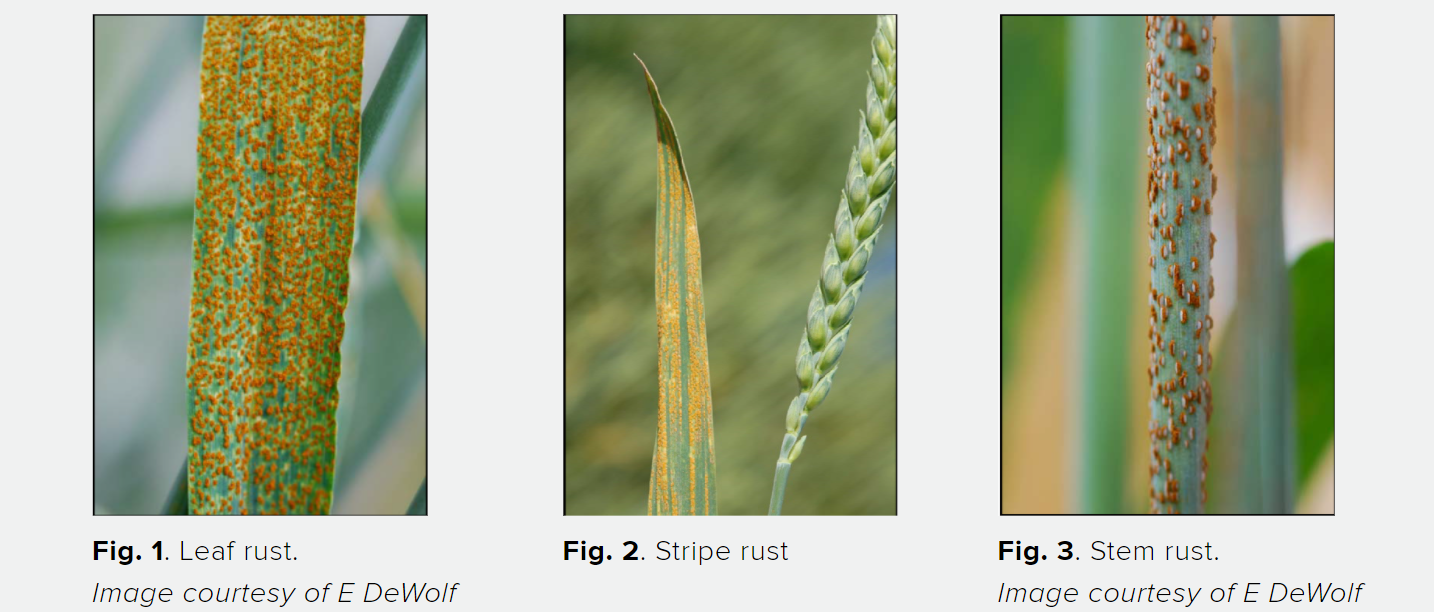 Fig. 1. Leaf rust.
Image courtesy of E DeWolf
Fig. 2. Stripe rust
Fig. 3. Stem rust.
Image courtesy of E DeWolf